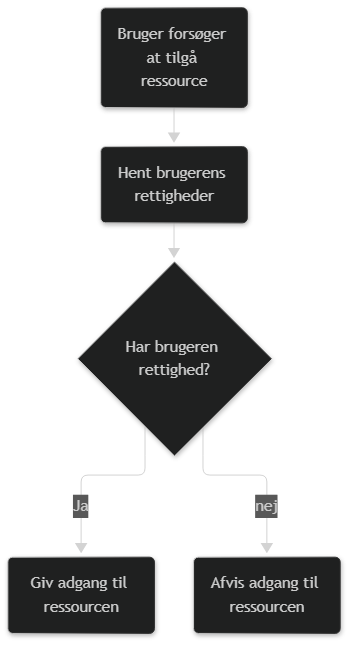 Bruger forsøger
at tilgå
ressource
Hent brugerens
rettigheder
Har brugeren
rettighed?
Ja
nej
Giv adgang til
ressourcen
Afvis adgang til
ressourcen